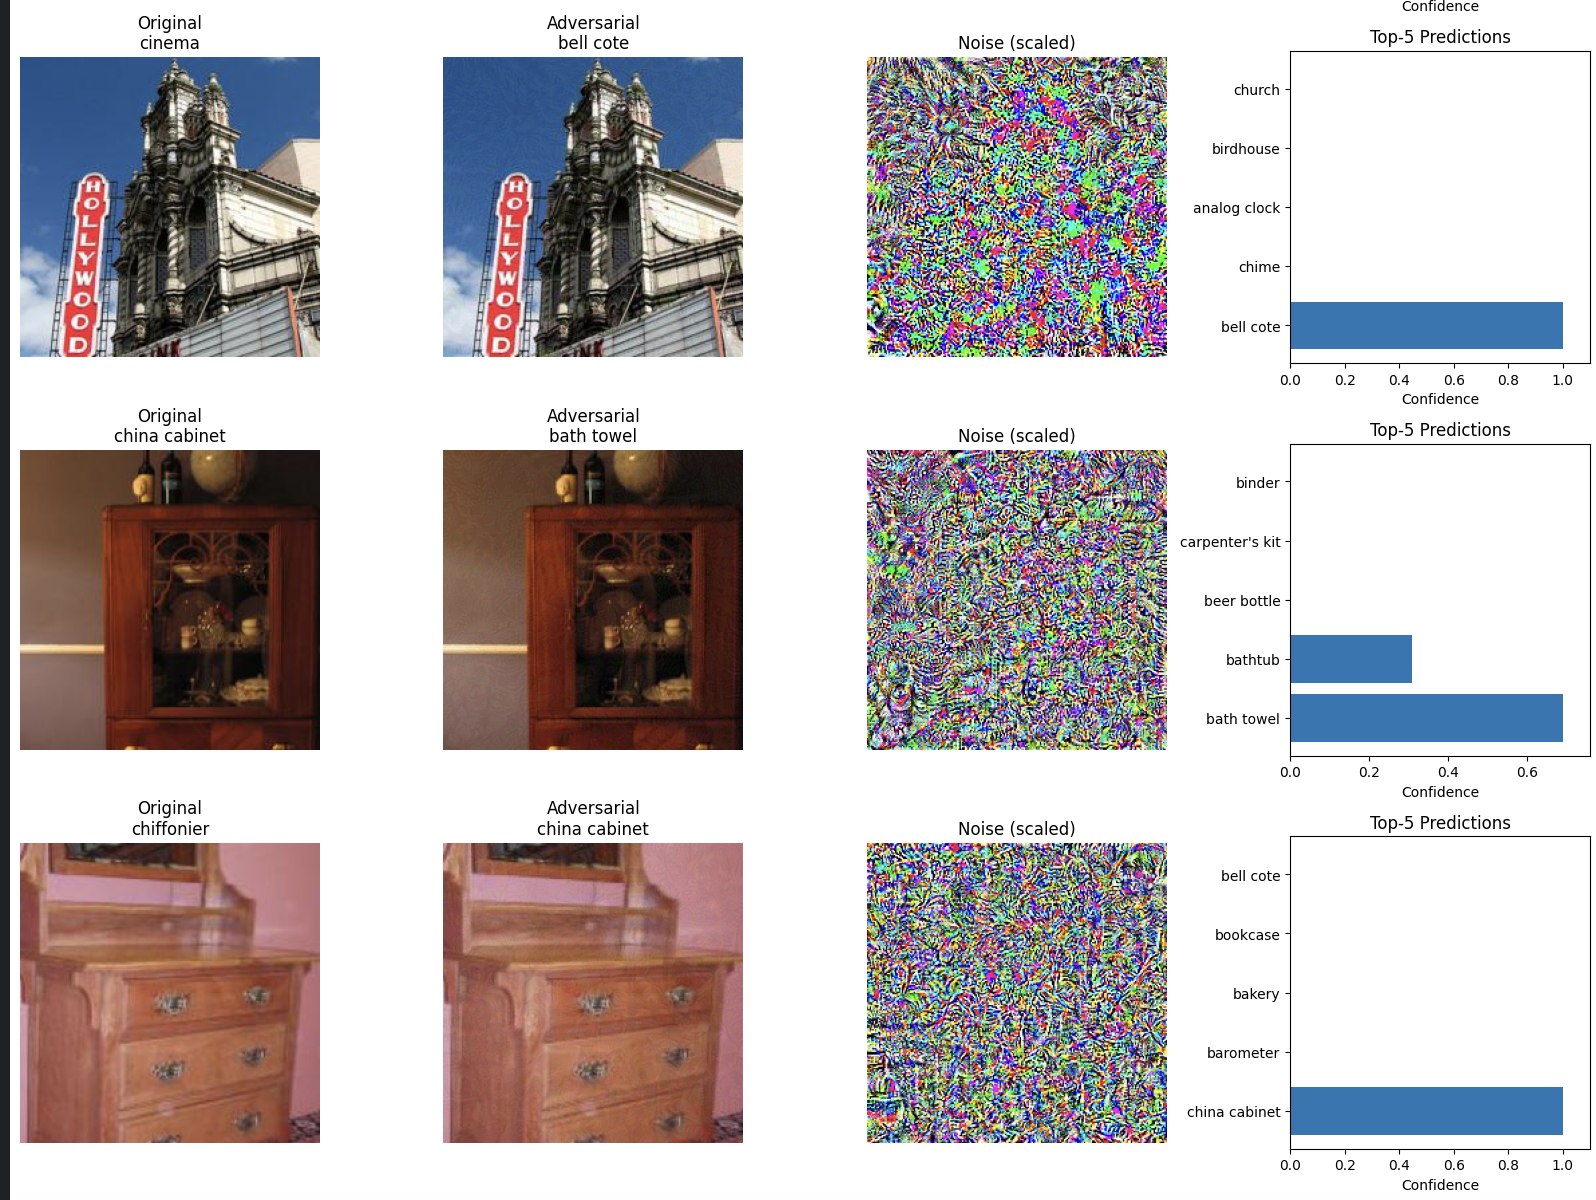 Confidence
Original
cinema
Adversarial
bell cote
Noise (scaled)
Top-5 Predictions
HOLLYWOOD
HOLLYWOOD
church
birdhouse
analog clock
chime
bell cote
0.0 0.2 0.4 0.6 0.8 1.0
Confidence
Original
china cabinet
Adversarial
bath towel
Noise (scaled)
Top-5 Predictions
binder
carpenter's kit
beer bottle
bathtub
bath towel
0.0 0.2 0.4 0.6
Confidence
Original
chiffonier
Adversarial
china cabinet
Noise (scaled)
Top-5 Predictions
bell cote
bookcase
bakery
barometer
china cabinet
0.0 0.2 0.4 0.6 0.8 1.0
Confidence